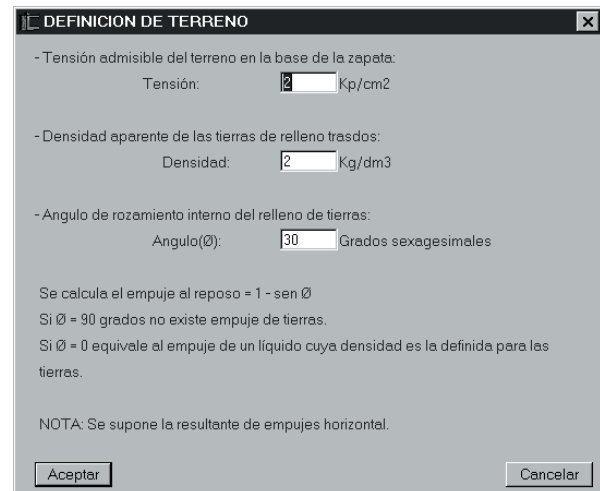 DEFINICION DE TERRENO
- Tensión admisible del terreno en la base de la zapata:
Tensión: 2 Kp/cm2
- Densidad aparente de las tierras de relleno trasdos:
Densidad: 2 Kg/dm3
- Angulo de rozamiento interno del relleno de tierras:
Angulo(Ø): 30 Grados sexagesimales
Se calcula el empuje al reposo = 1 - sen Ø
Si Ø = 90 grados no existe empuje de tierras.
Si Ø = 0 equivale al empuje de un líquido cuya densidad es la definida para las
tierras.
NOTA: Se supone la resultante de empujes horizontal.
Aceptar Cancelar